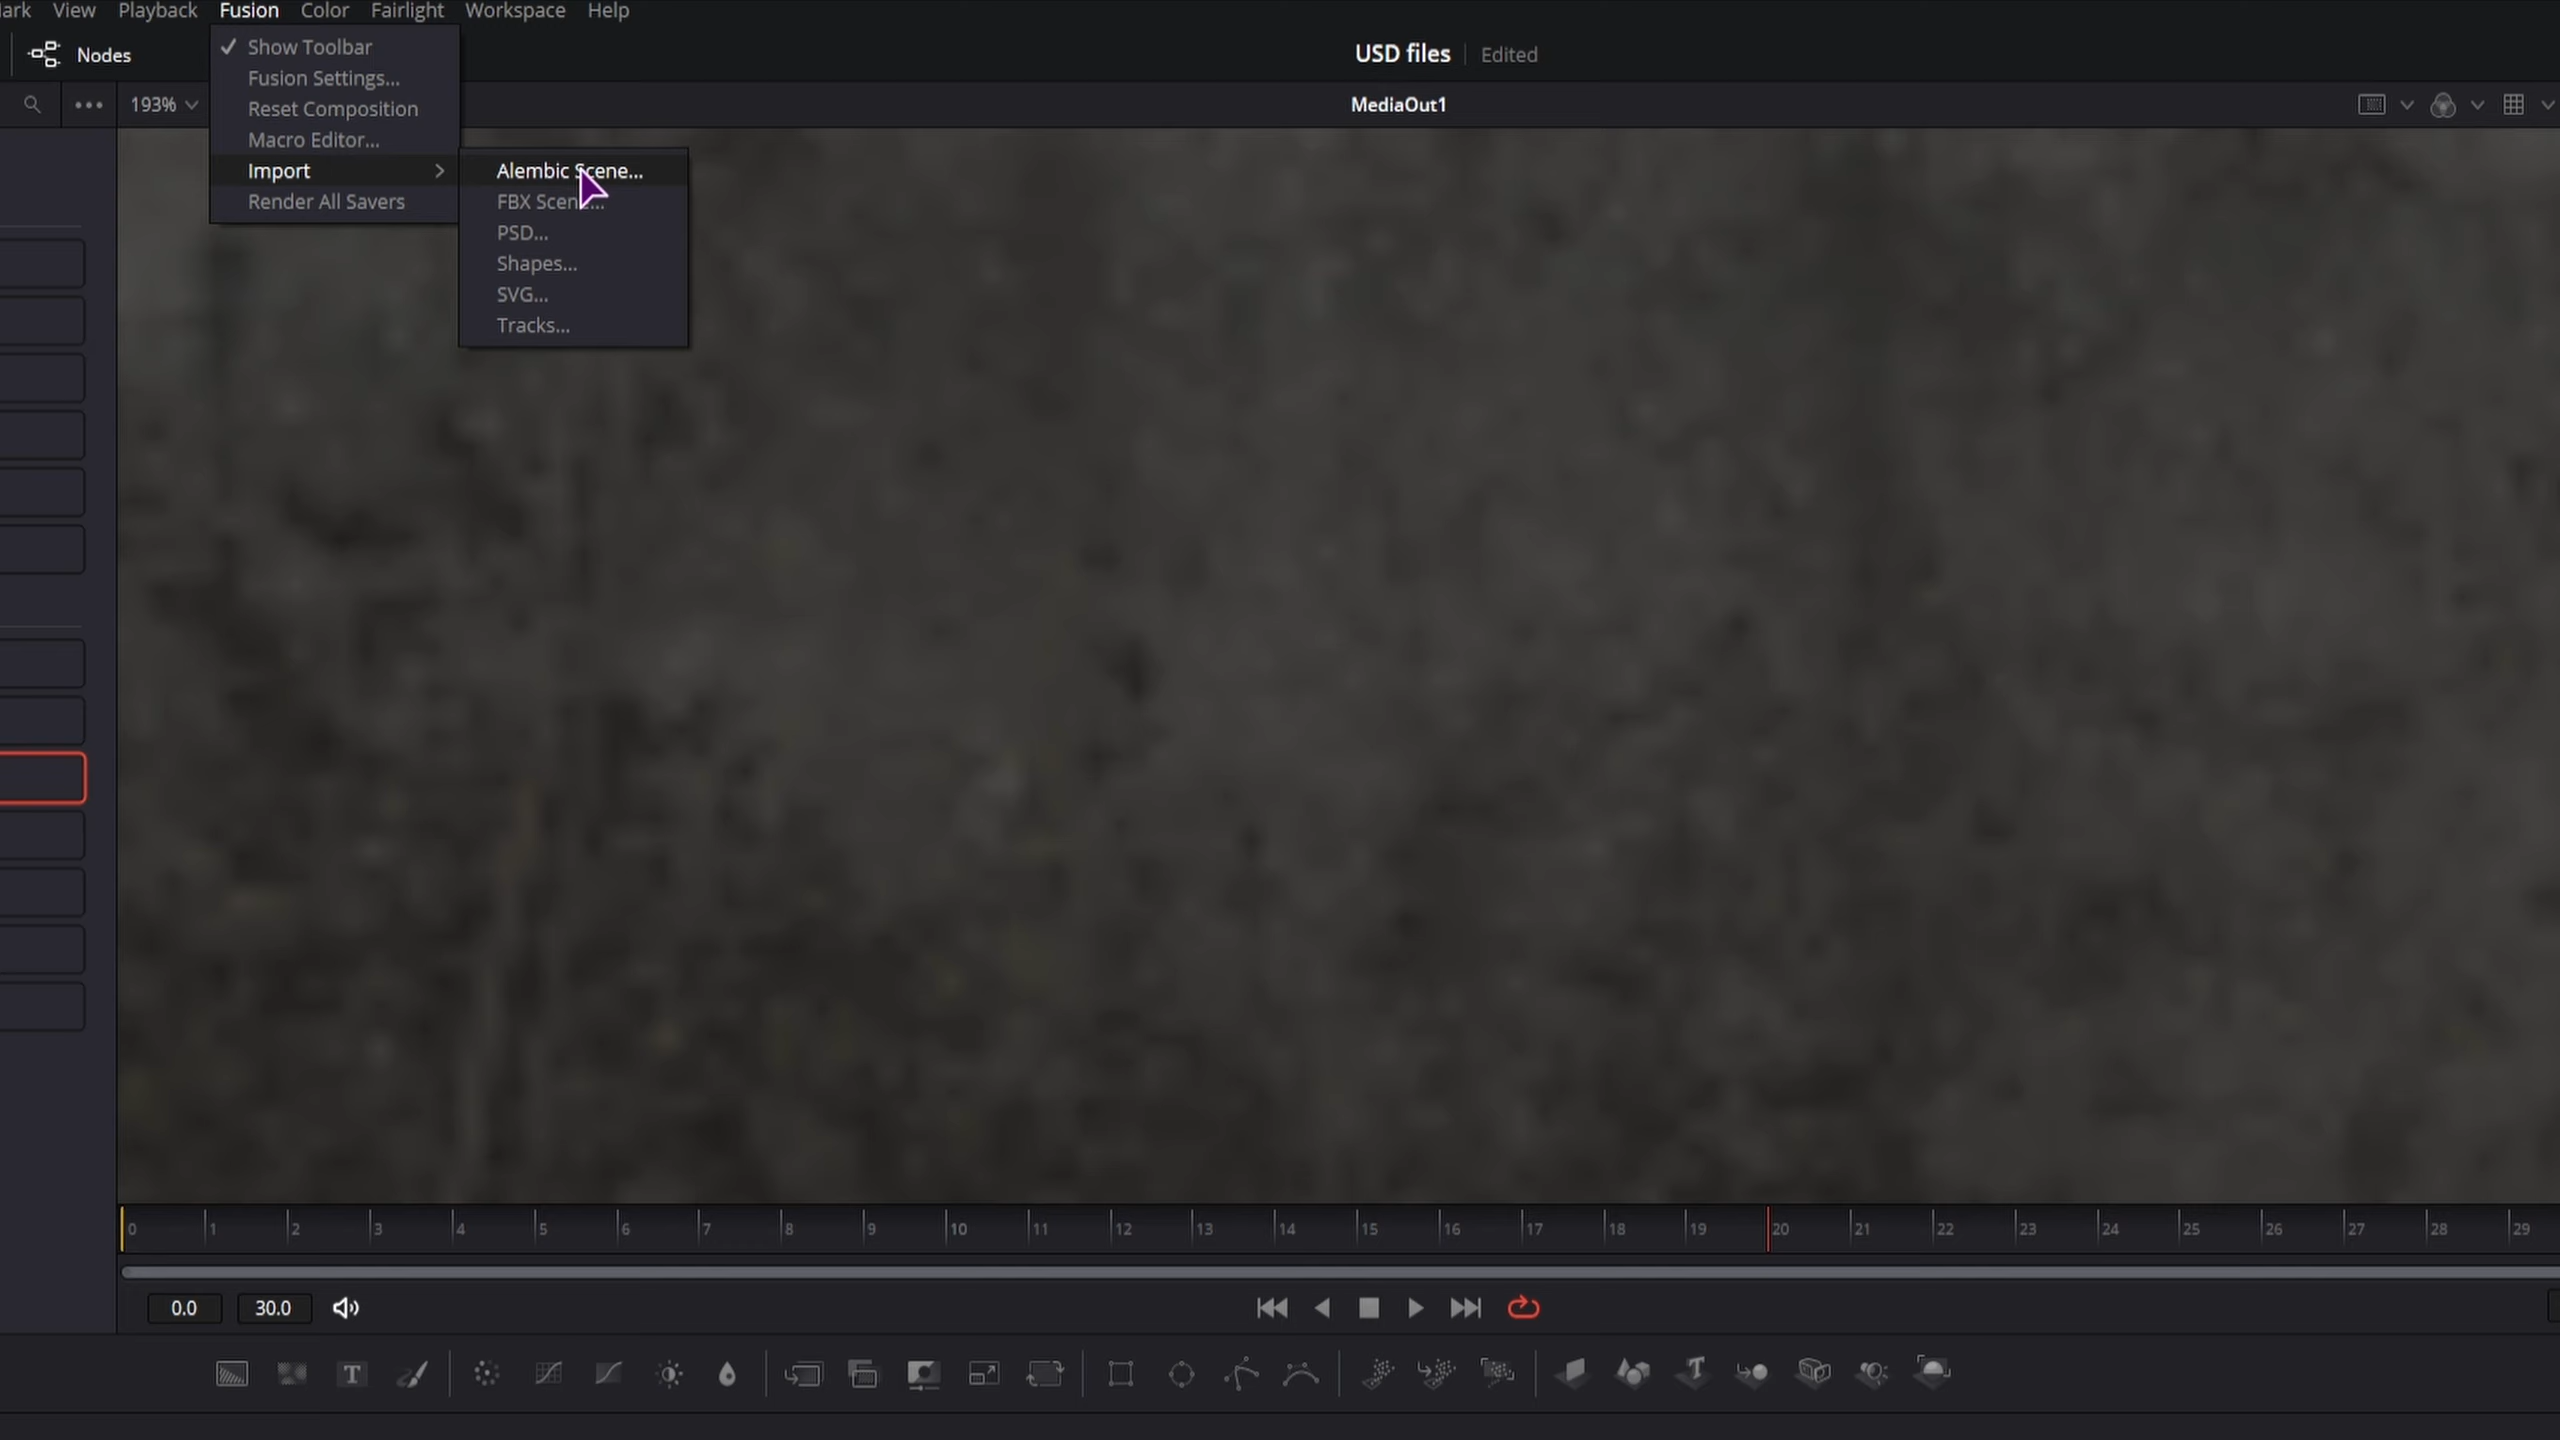 ark View Playback Fusion Color Fairlight Workspace Help
Nodes
USD files Edited
193%
MediaOut1
Show Toolbar
Fusion Settings...
Reset Composition
Macro Editor...
Import
Render All Savers
Alembic Scene...
FBX Scene...
PSD...
Shapes...
SVG...
Tracks...
0 1 2 3 4 5 6 7 8 9 10 11 12 13 14 15 16 17 18 19 20 21 22 23 24 25 26 27 28 29
0.0 30.0
T
T